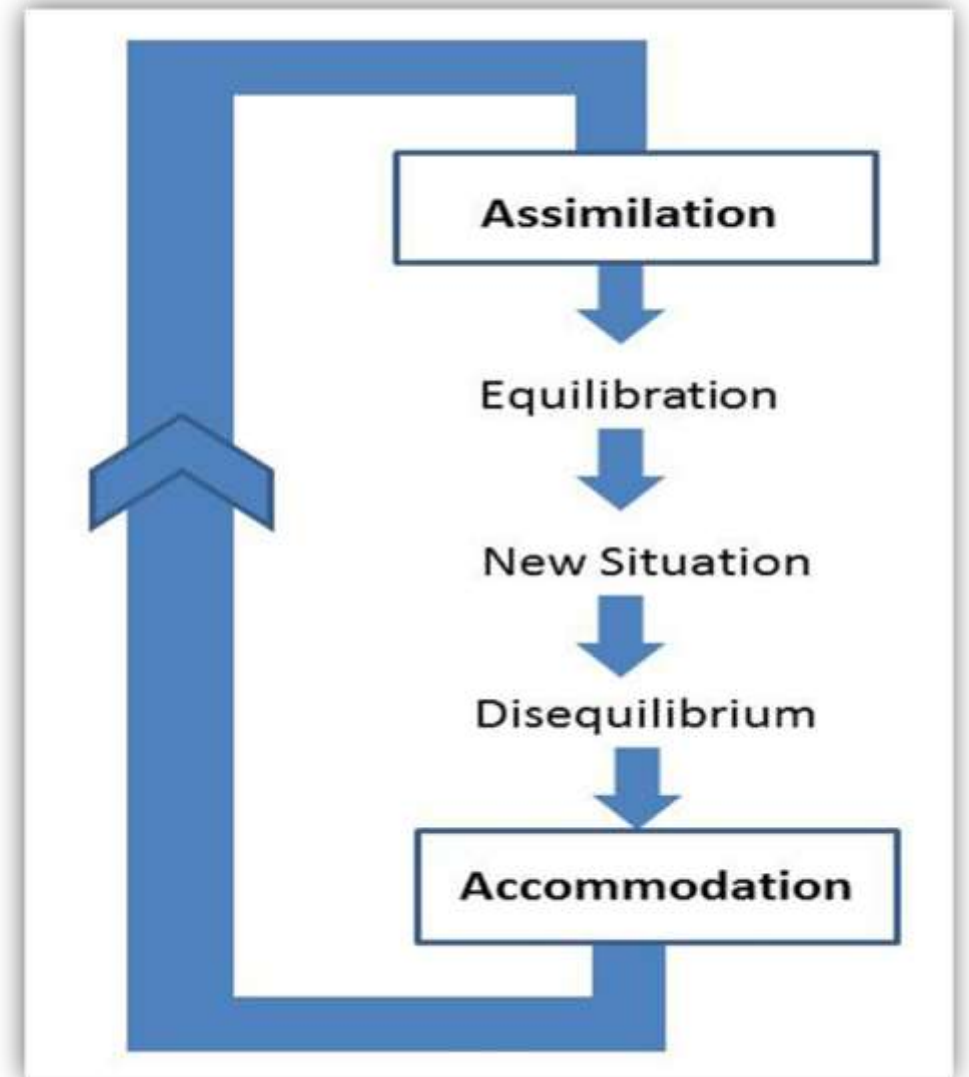 Assimilation
Equilibration
New Situation
Disequilibrium
Accommodation